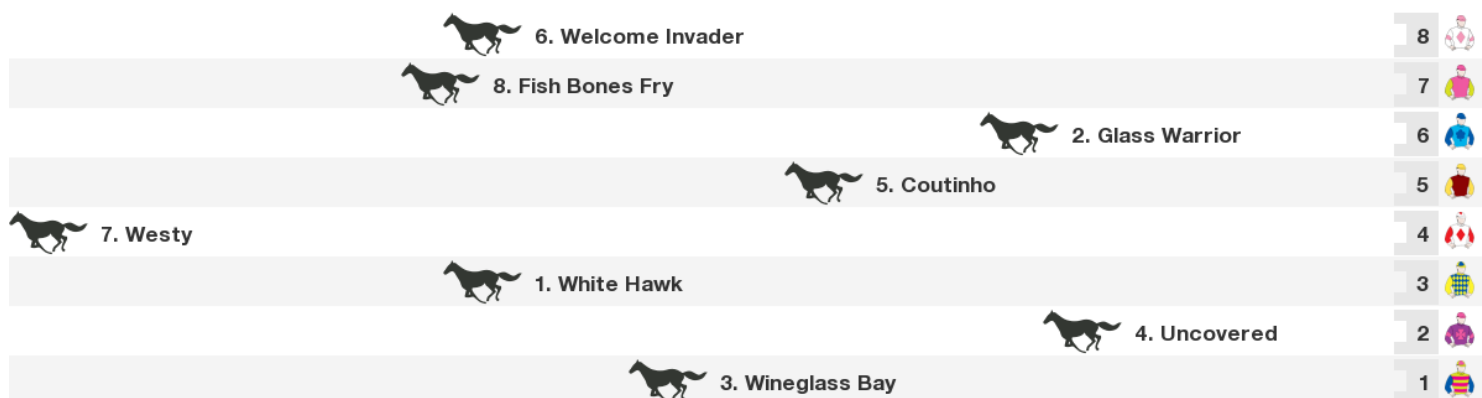 6. Welcome Invader 8
8. Fish Bones Fry 7
2. Glass Warrior 6
5. Coutinho 5
7. Westy 4
1. White Hawk 3
4. Uncovered 2
3. Wineglass Bay 1